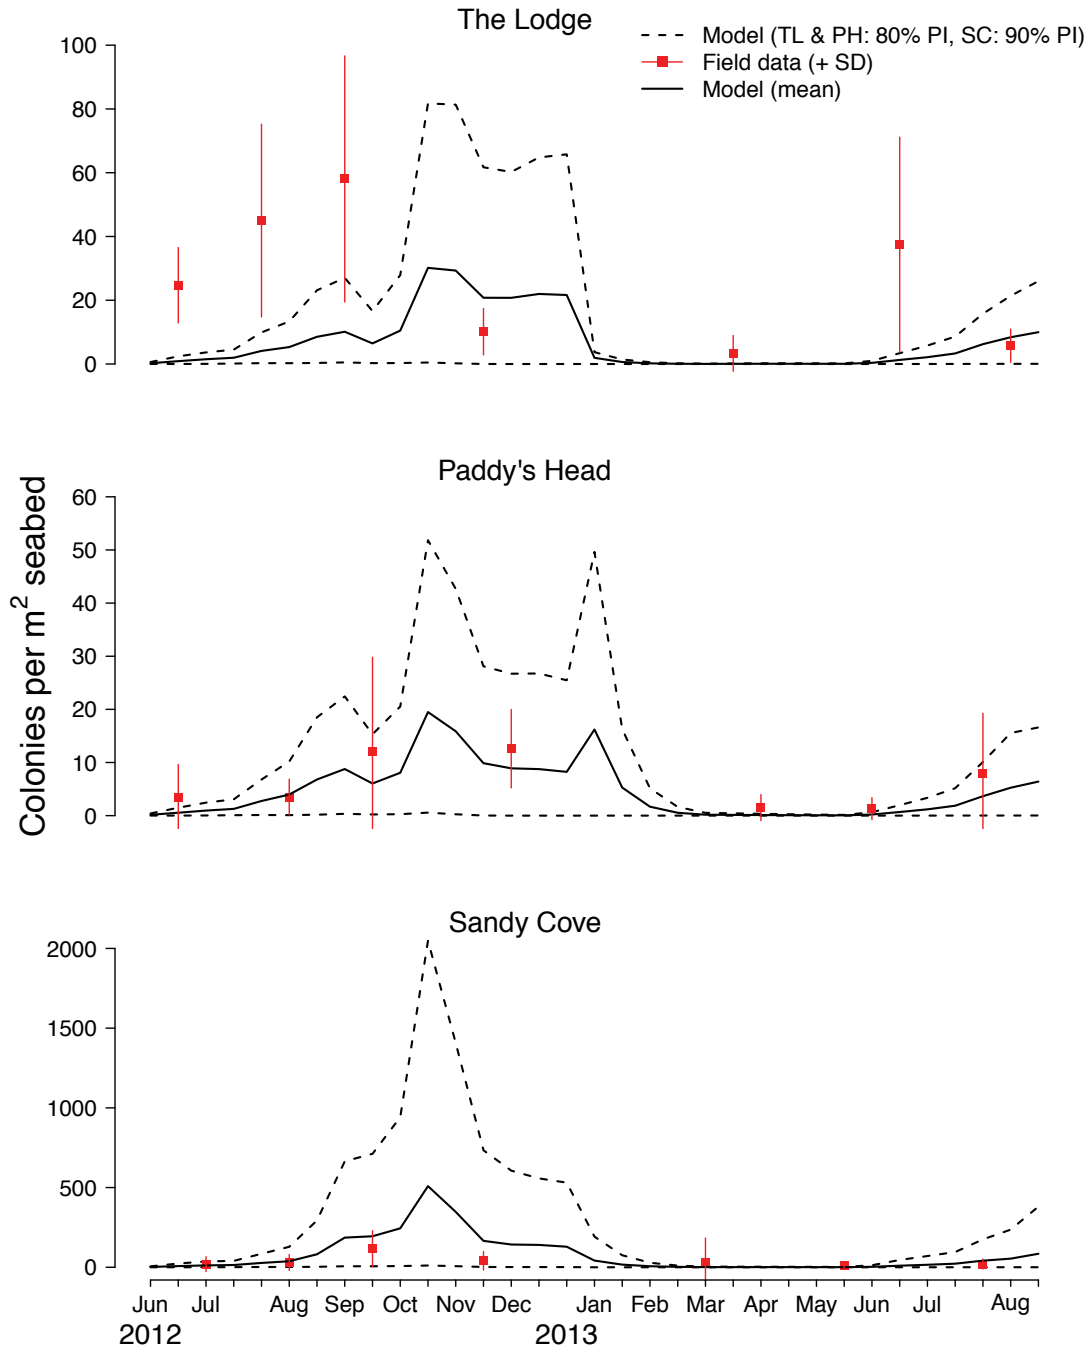 The Lodge
Model (TL & PH: 80% PI, SC: 90% PI)
Field data (+ SD)
Model (mean)
100
80
60
40
20
0
Paddy's Head
Colonies per m² seabed
60
50
40
30
20
10
0
Sandy Cove
2000
1500
1000
500
0
Jun Jul Aug Sep Oct Nov Dec Jan Feb Mar Apr May Jun Jul Aug
2012 2013